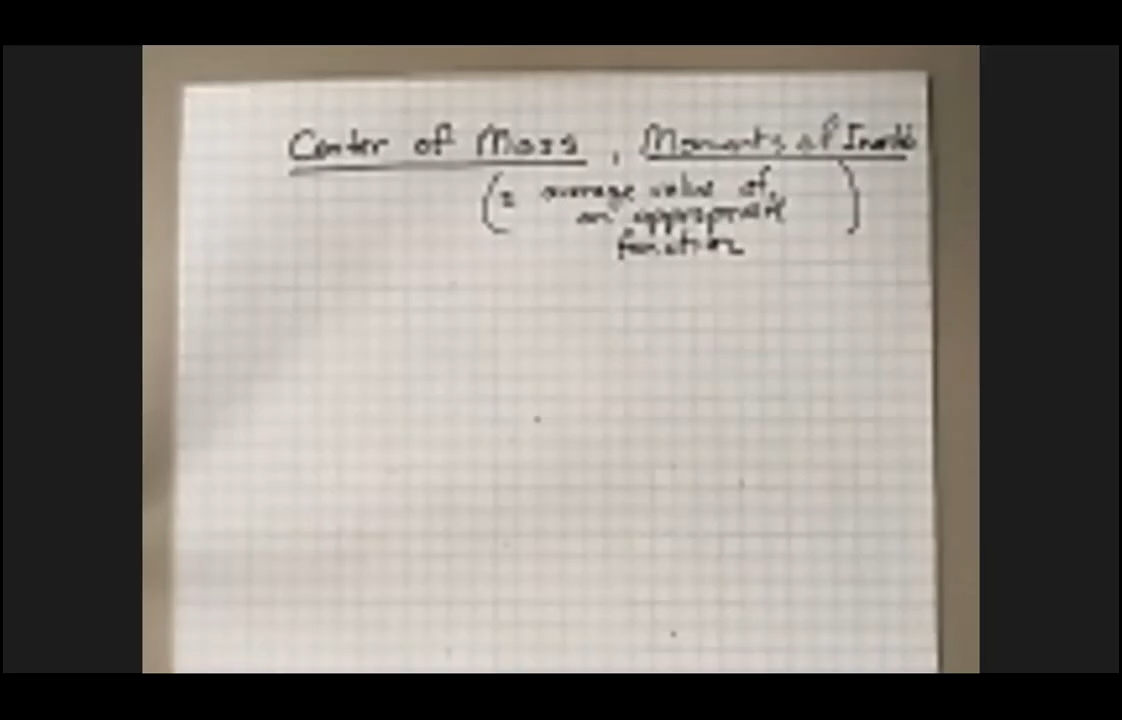 Center of Mass, Moments of Inertia
(= average value of
an appropriate
function)